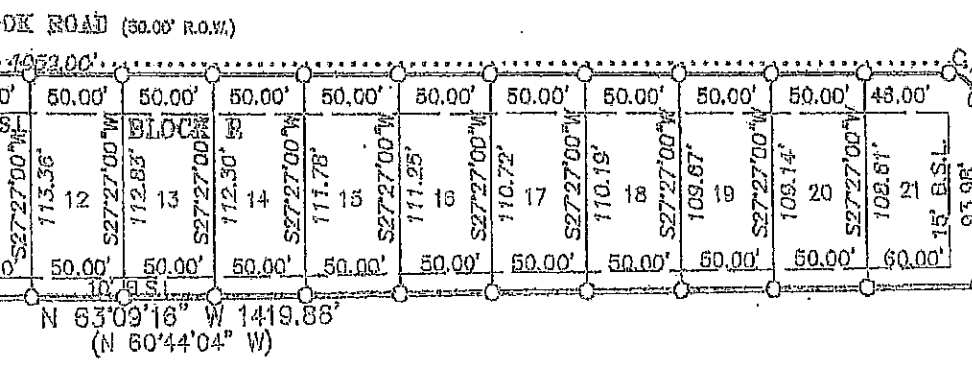 ROAD (50.00' R.O.W.)
1052.00'
50.00' 50.00' 50.00' 50.00' 50.00' 50.00' 50.00' 50.00' 50.00' 48.00'
BLOCK E
S27°27'00"W 113.36' 12 S27°27'00"W 112.83' 13 S27°27'00"W 112.30' 14 S27°27'00"W 111.78' 15 S27°27'00"W 111.25' 16 S27°27'00"W 110.72' 17 S27°27'00"W 110.19' 18 S27°27'00"W 109.67' 19 S27°27'00"W 109.14' 20 S27°27'00"W 108.61' 21 15' B.S.L. 93.98'
50.00' 50.00' 50.00' 50.00' 50.00' 50.00' 50.00' 50.00' 50.00' 60.00'
10' B.S.L.
N 63°09'16" W 1419.88'
(N 60°44'04" W)